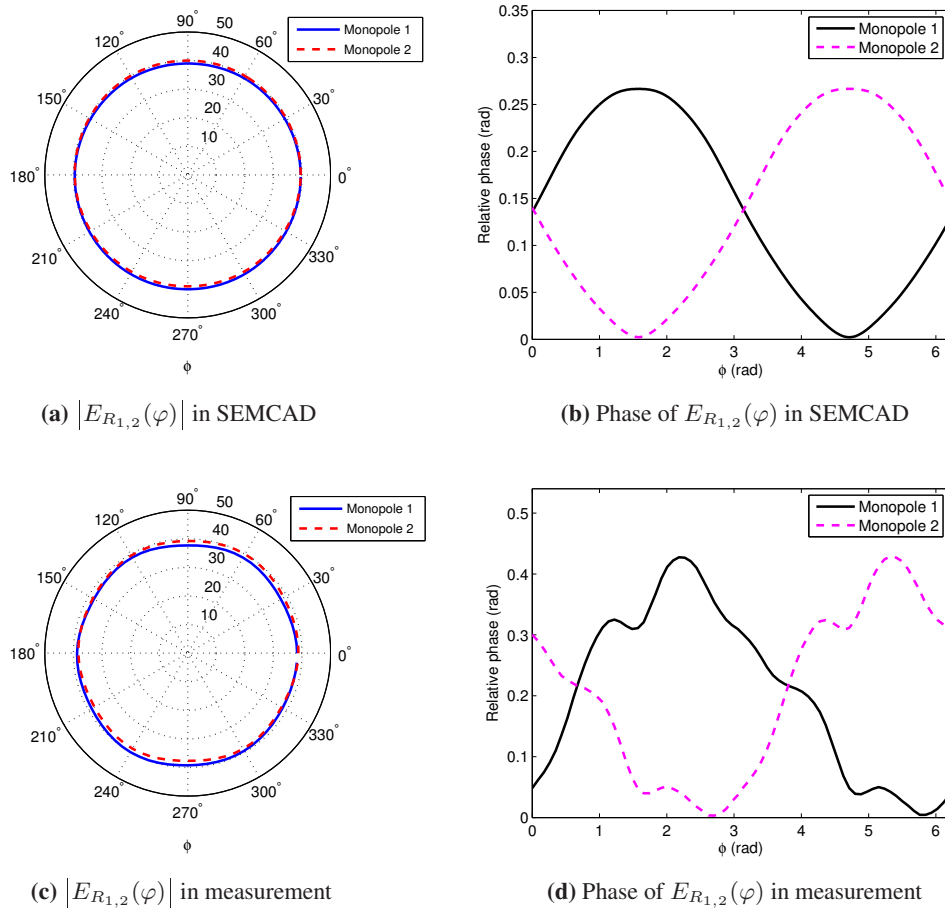 90° 50
120° 60°
40
30
150° 20 30°
10
180° 0°
210° 330°
240° 300°
270°
ϕ
Monopole 1
Monopole 2
(a) |E_{R_{1,2}}(φ)| in SEMCAD
0.35
0.3
0.25
0.2
0.15
0.1
0.05
0
Relative phase (rad)
0 1 2 3 4 5 6
ϕ (rad)
Monopole 1
Monopole 2
(b) Phase of E_{R_{1,2}}(φ) in SEMCAD
90° 50
120° 60°
40
30
150° 20 30°
10
180° 0°
210° 330°
240° 300°
270°
ϕ
Monopole 1
Monopole 2
(c) |E_{R_{1,2}}(φ)| in measurement
0.5
0.4
0.3
0.2
0.1
0
Relative phase (rad)
0 1 2 3 4 5 6
ϕ (rad)
Monopole 1
Monopole 2
(d) Phase of E_{R_{1,2}}(φ) in measurement